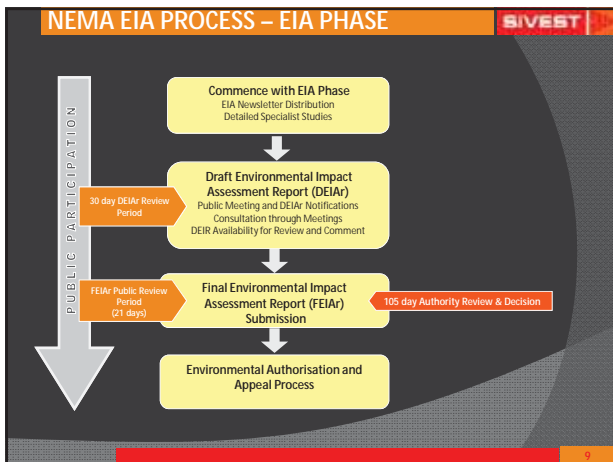 NEMA EIA PROCESS – EIA PHASE
SIVEST
PUBLIC PARTICIPATION
Commence with EIA Phase
EIA Newsletter Distribution
Detailed Specialist Studies
30 day DEIAr Review
Period
Draft Environmental Impact
Assessment Report (DEIAr)
Public Meeting and DEIAr Notifications
Consultation through Meetings
DEIR Availability for Review and Comment
FEIAr Public Review
Period
(21 days)
Final Environmental Impact
Assessment Report (FEIAr)
Submission
105 day Authority Review & Decision
Environmental Authorisation and
Appeal Process
9